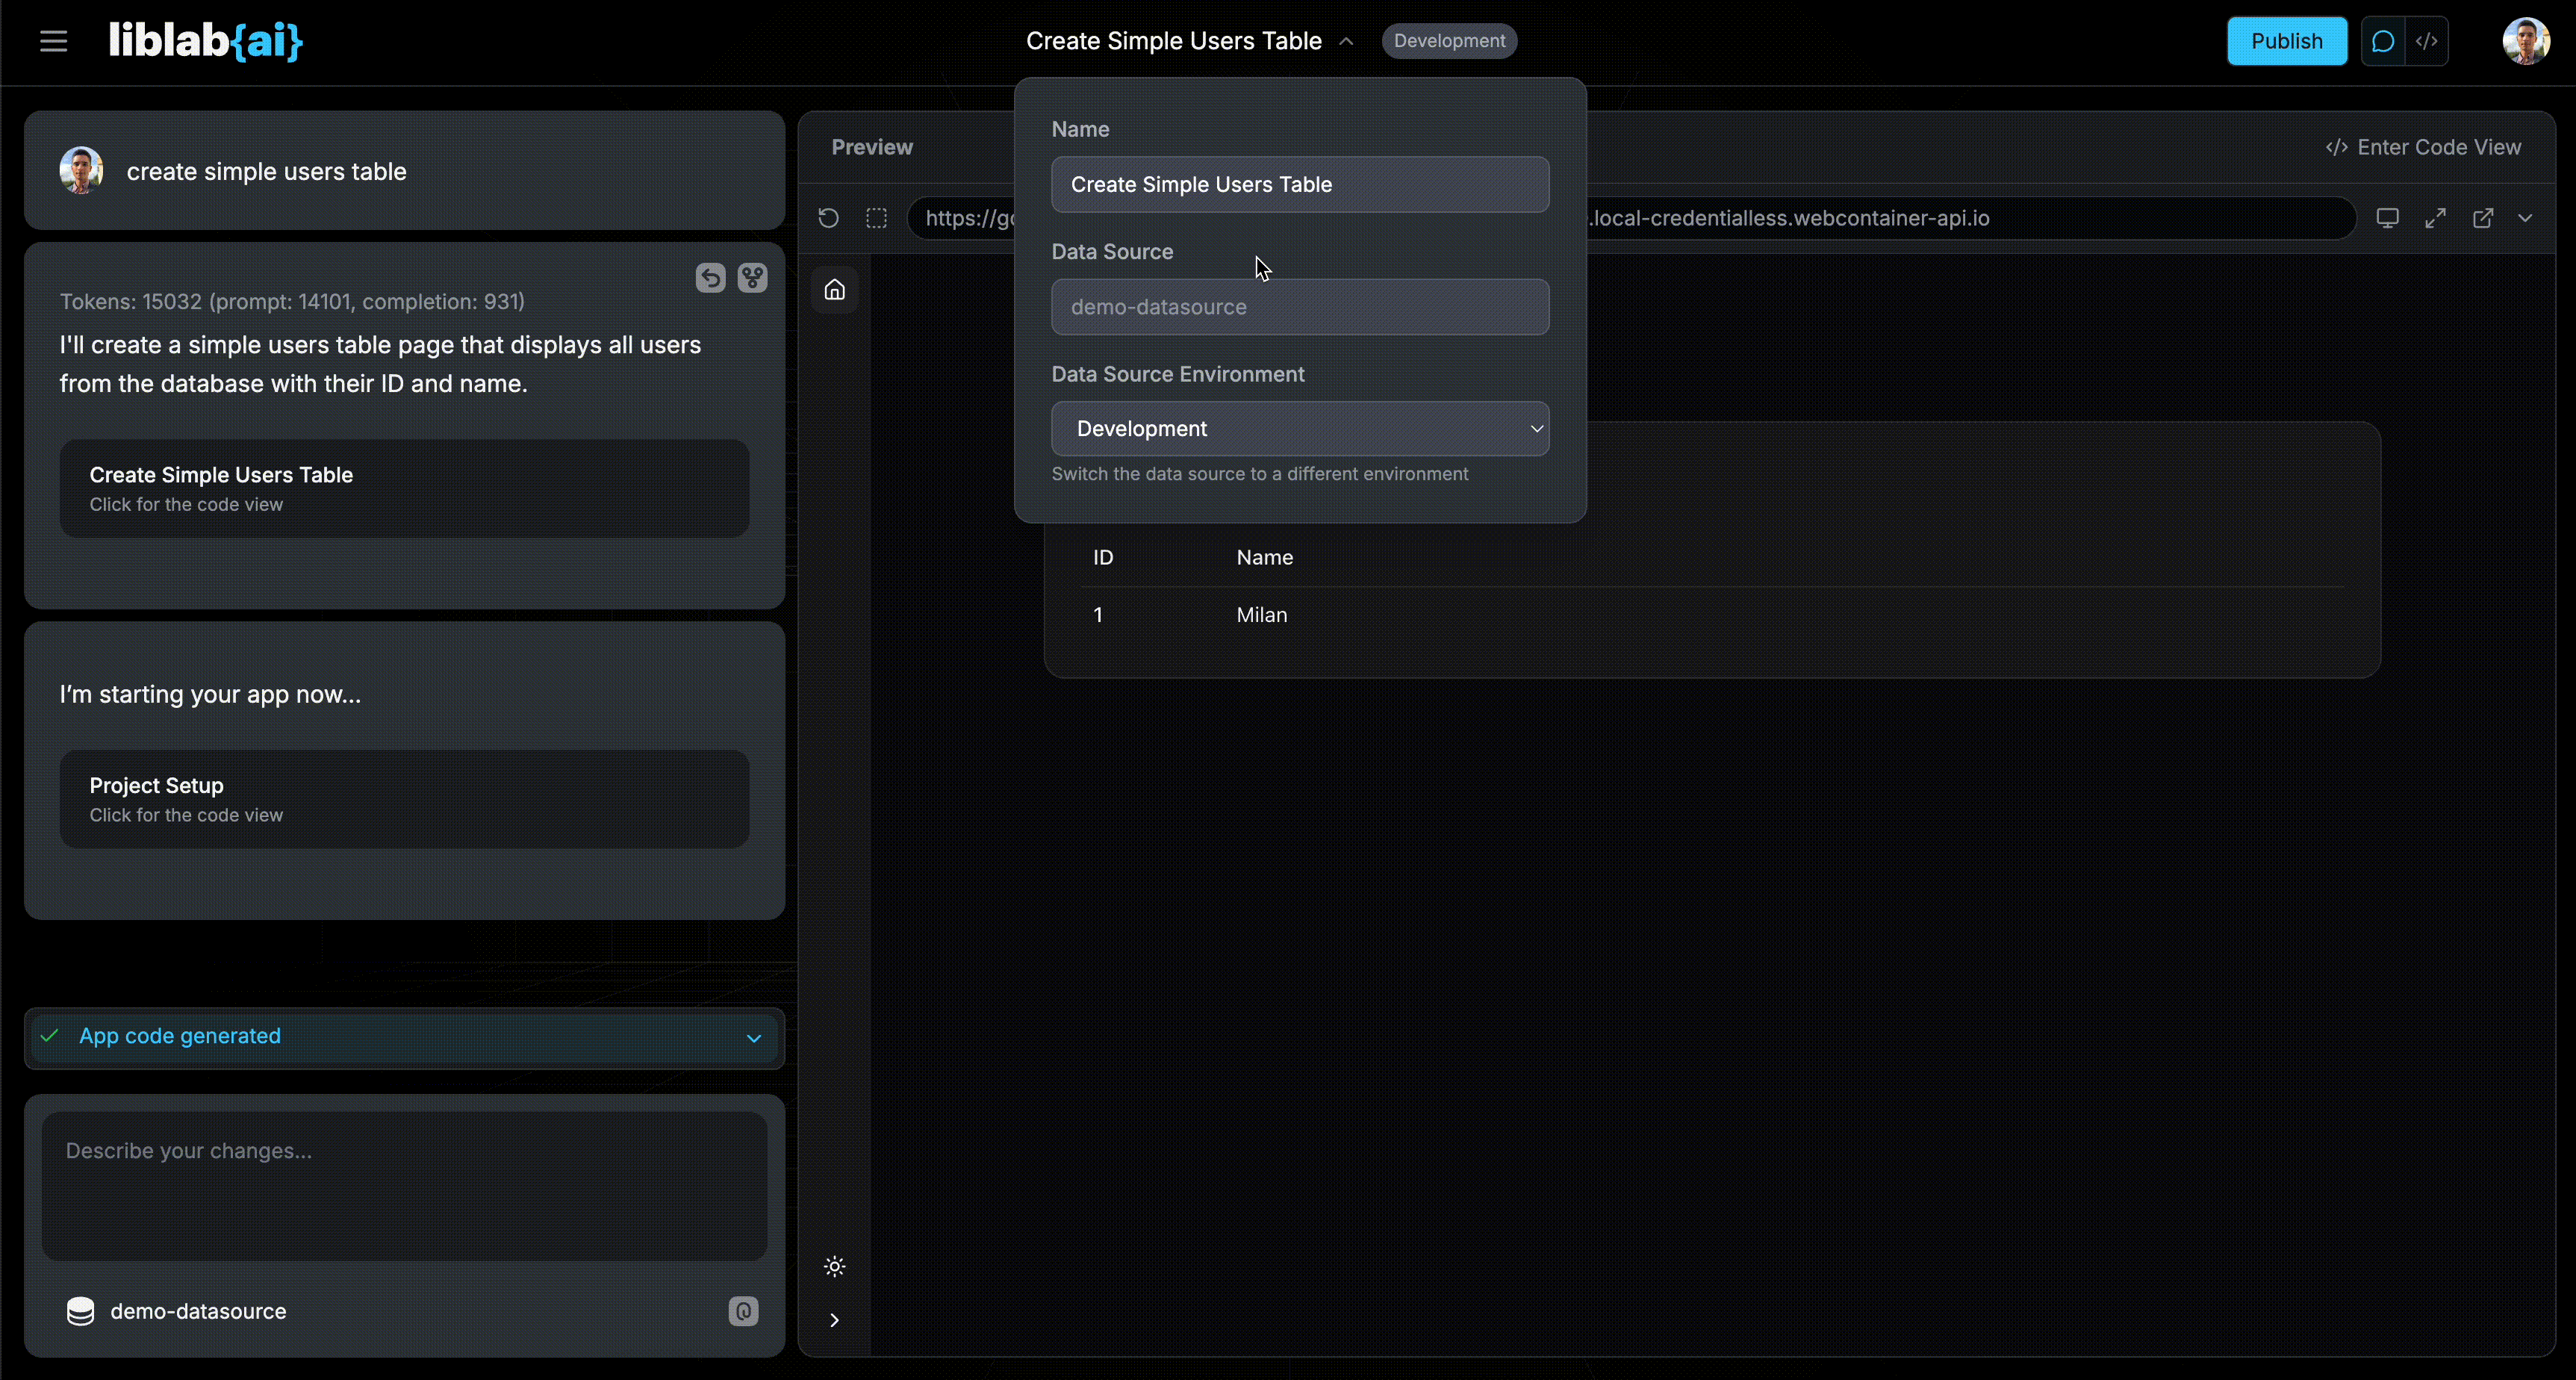 liblab{ai}
Create Simple Users Table
Development
Publish
create simple users table
Tokens: 15032 (prompt: 14101, completion: 931)
I'll create a simple users table page that displays all users
from the database with their ID and name.
Create Simple Users Table
Click for the code view
I'm starting your app now...
Project Setup
Click for the code view
App code generated
Describe your changes...
demo-datasource
Preview
</> Enter Code View
https://g
.local-credentialless.webcontainer-api.io
Name
Create Simple Users Table
Data Source
demo-datasource
Data Source Environment
Development
Switch the data source to a different environment
ID Name
1 Milan